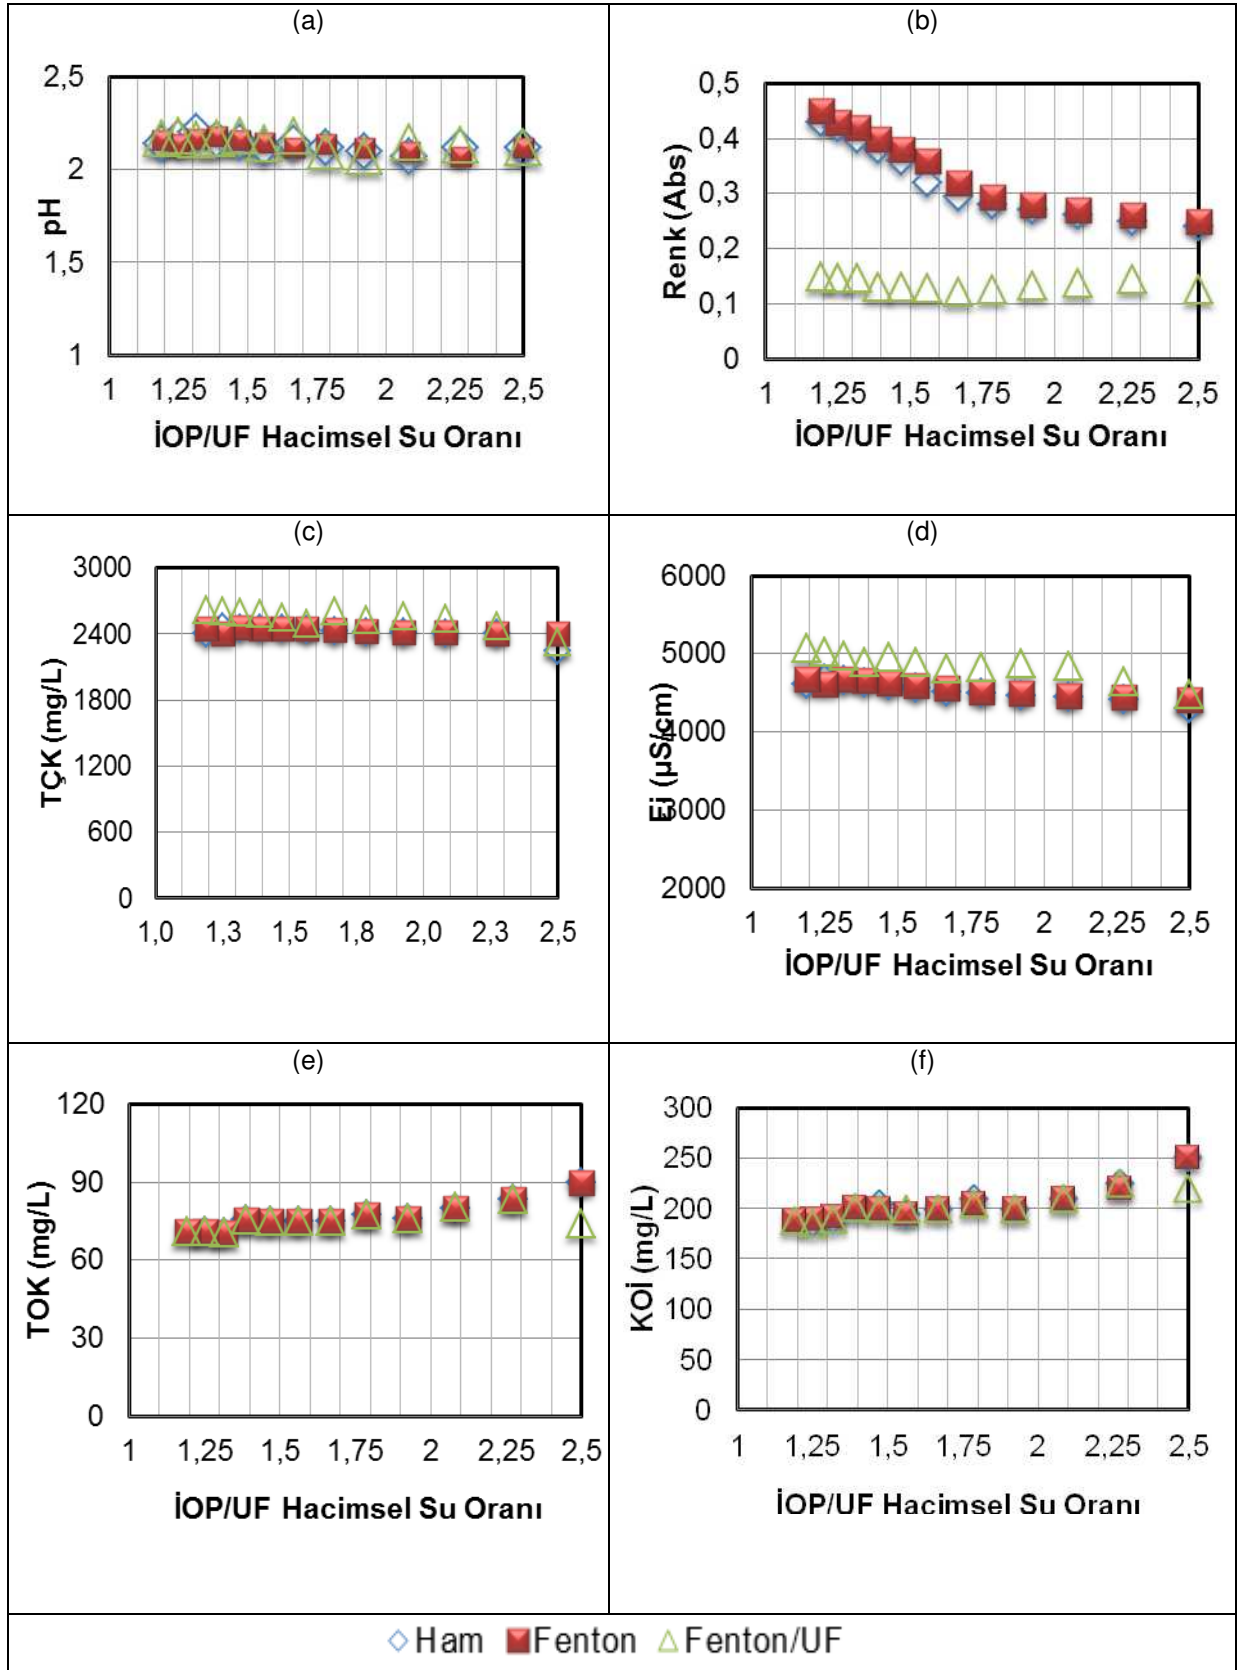 (a)
2,5
2
1,5
1
pH
1 1,25 1,5 1,75 2 2,25 2,5
İOP/UF Hacimsel Su Oranı
(b)
0,5
0,4
0,3
0,2
0,1
0
Renk (Abs)
1 1,25 1,5 1,75 2 2,25 2,5
İOP/UF Hacimsel Su Oranı
(c)
3000
2400
1800
1200
600
0
TÇK (mg/L)
1,0 1,3 1,5 1,8 2,0 2,3 2,5
(d)
6000
5000
4000
3000
2000
Eİ (µS/cm)
1 1,25 1,5 1,75 2 2,25 2,5
İOP/UF Hacimsel Su Oranı
(e)
120
90
60
30
0
TOK (mg/L)
1 1,25 1,5 1,75 2 2,25 2,5
İOP/UF Hacimsel Su Oranı
(f)
300
250
200
150
100
50
0
KOİ (mg/L)
1 1,25 1,5 1,75 2 2,25 2,5
İOP/UF Hacimsel Su Oranı
Ham Fenton Fenton/UF